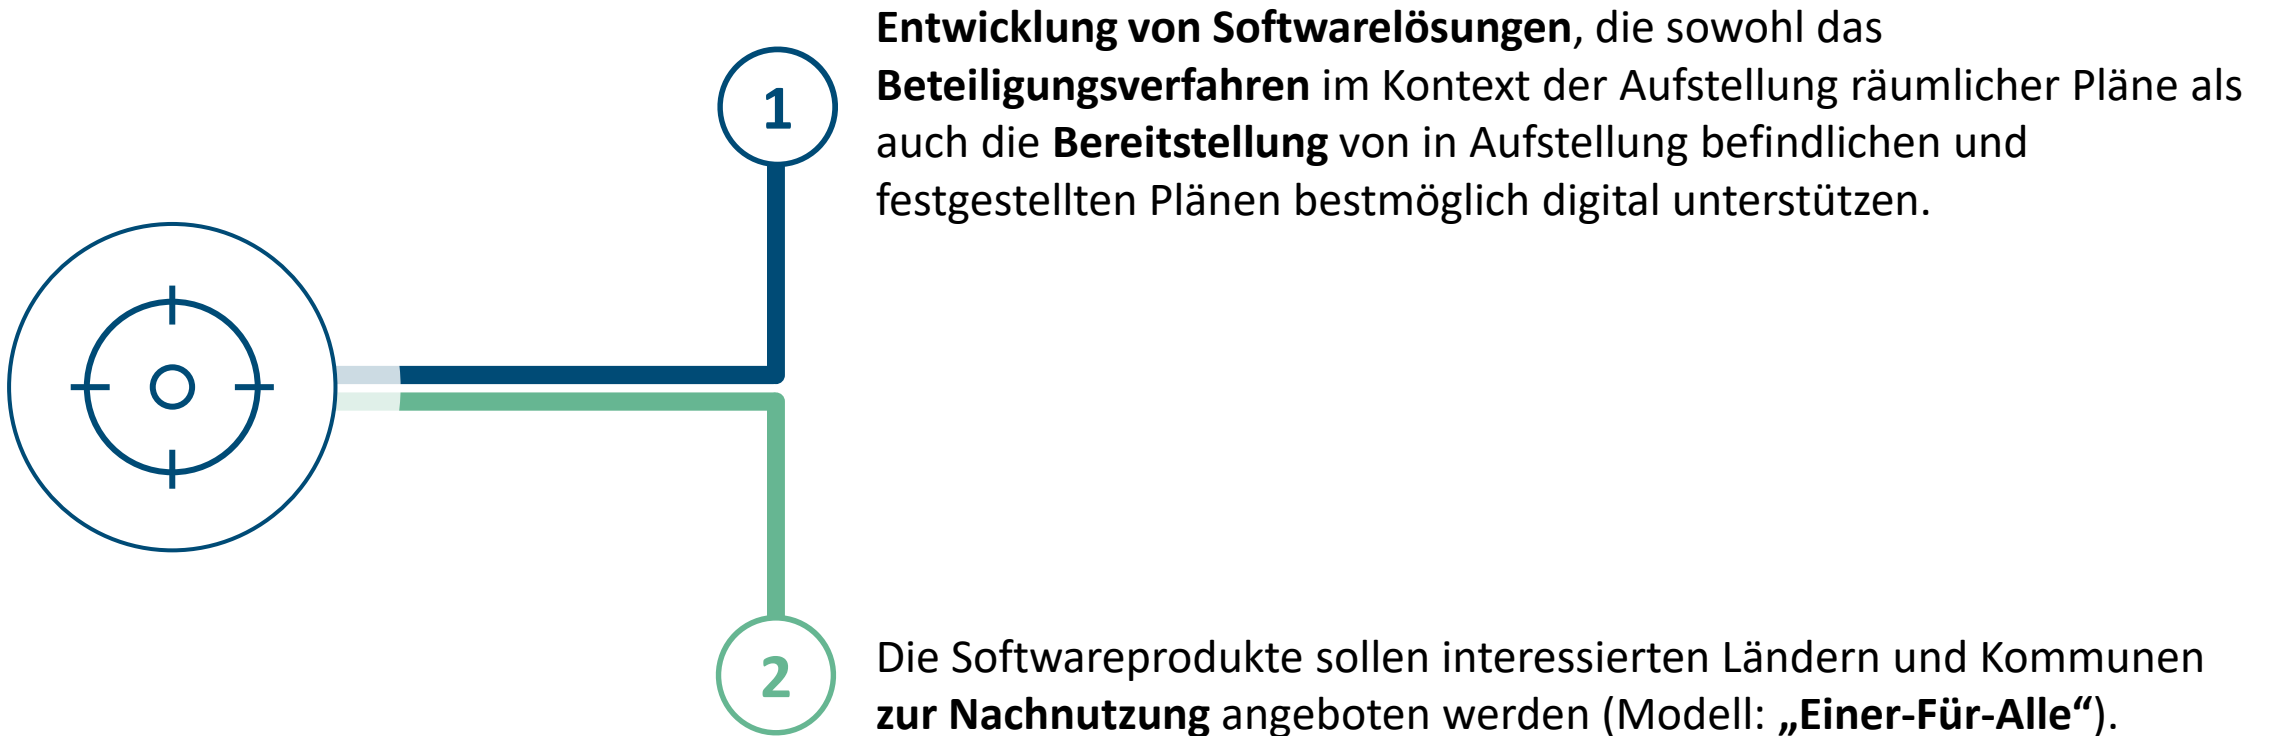 Entwicklung von Softwarelösungen, die sowohl das
1
Beteiligungsverfahren im Kontext der Aufstellung räumlicher Pläne als
auch die Bereitstellung von in Aufstellung befindlichen und
festgestellten Plänen bestmöglich digital unterstützen.
2
Die Softwareprodukte sollen interessierten Ländern und Kommunen
zur Nachnutzung angeboten werden (Modell: „Einer-Für-Alle“).